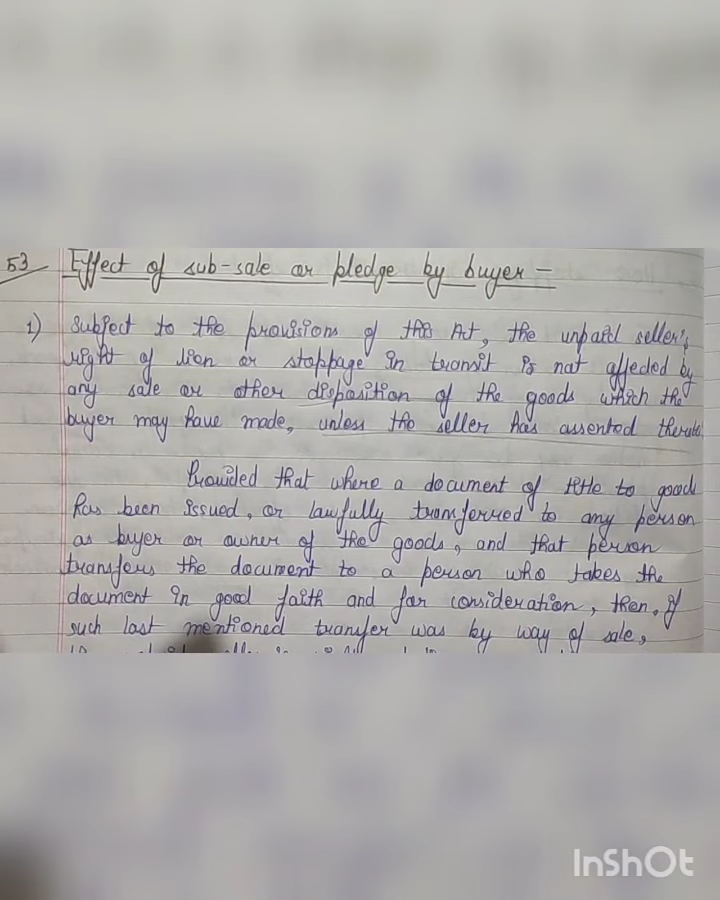 53 Effect of sub-sale or pledge by buyer -
1) Subject to the provisions of this Act, the unpaid seller's
right of lien or stoppage in transit is not affected by
any sale or other disposition of the goods which the
buyer may have made, unless the seller has assented thereto
Provided that where a document of title to good
has been issued, or lawfully transferred to any person
as buyer or owner of the goods, and that person
transfers the document to a person who takes the
document in good faith and for consideration, then, if
such last mentioned transfer was by way of sale,
InShOt